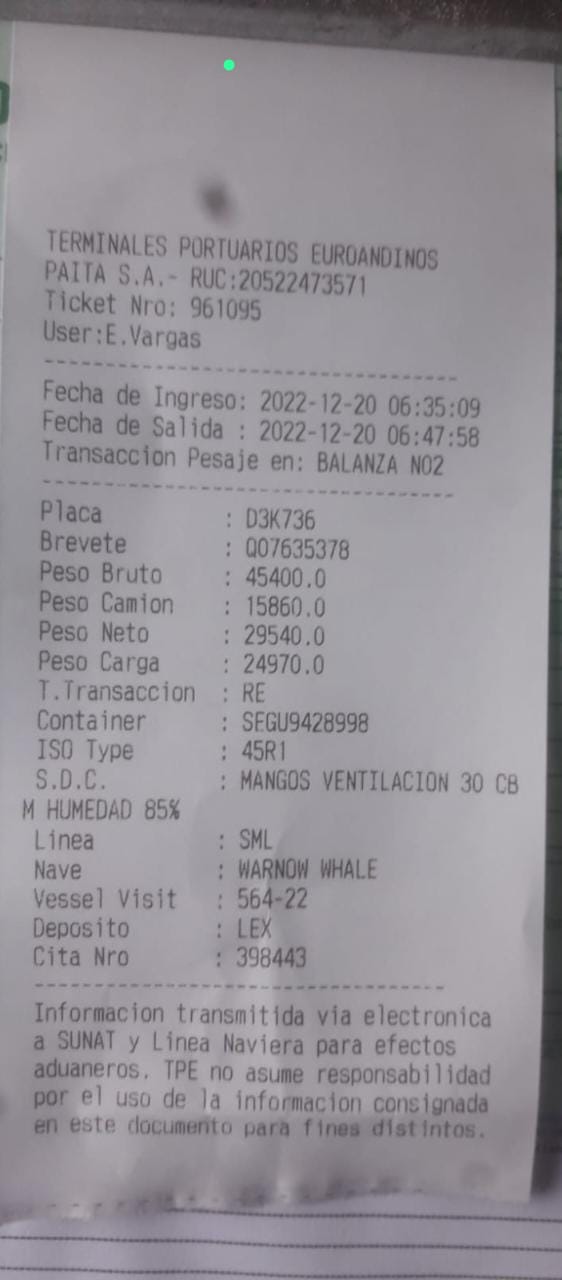 TERMINALES PORTUARIOS EUROANDINOS
PAITA S.A.- RUC:20522473571
Ticket Nro: 961095
User:E.Vargas
Fecha de Ingreso: 2022-12-20 06:35:09
Fecha de Salida : 2022-12-20 06:47:58
Transaccion Pesaje en: BALANZA N02
Placa : D3K736
Brevete : Q07635378
Peso Bruto : 45400.0
Peso Camion : 15860.0
Peso Neto : 29540.0
Peso Carga : 24970.0
T.Transaccion : RE
Container : SEGU9428998
ISO Type : 45R1
S.D.C. : MANGOS VENTILACION 30 CB
M HUMEDAD 85%
Linea : SML
Nave : WARNOW WHALE
Vessel Visit : 564-22
Deposito : LEX
Cita Nro : 398443
Informacion transmitida via electronica
a SUNAT y Linea Naviera para efectos
aduaneros. TPE no asume responsabilidad
por el uso de la informacion consignada
en este documento para fines distintos.